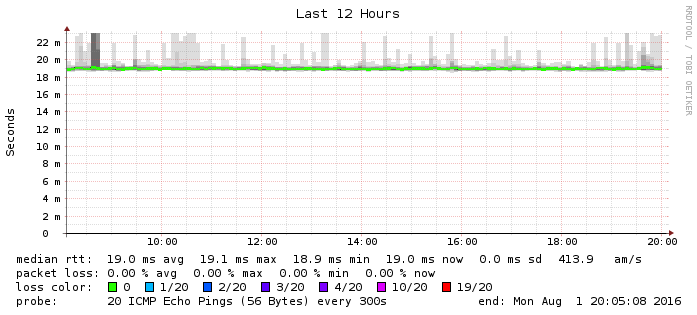 Last 12 Hours
RRDTOOL / TOBI OETIKER
Seconds
22 m
20 m
18 m
16 m
14 m
12 m
10 m
8 m
6 m
4 m
2 m
0
10:00 12:00 14:00 16:00 18:00 20:00
median rtt: 19.0 ms avg 19.1 ms max 18.9 ms min 19.0 ms now 0.0 ms sd 413.9 am/s
packet loss: 0.00 % avg 0.00 % max 0.00 % min 0.00 % now
loss color: 0 1/20 2/20 3/20 4/20 10/20 19/20
probe: 20 ICMP Echo Pings (56 Bytes) every 300s end: Mon Aug 1 20:05:08 2016